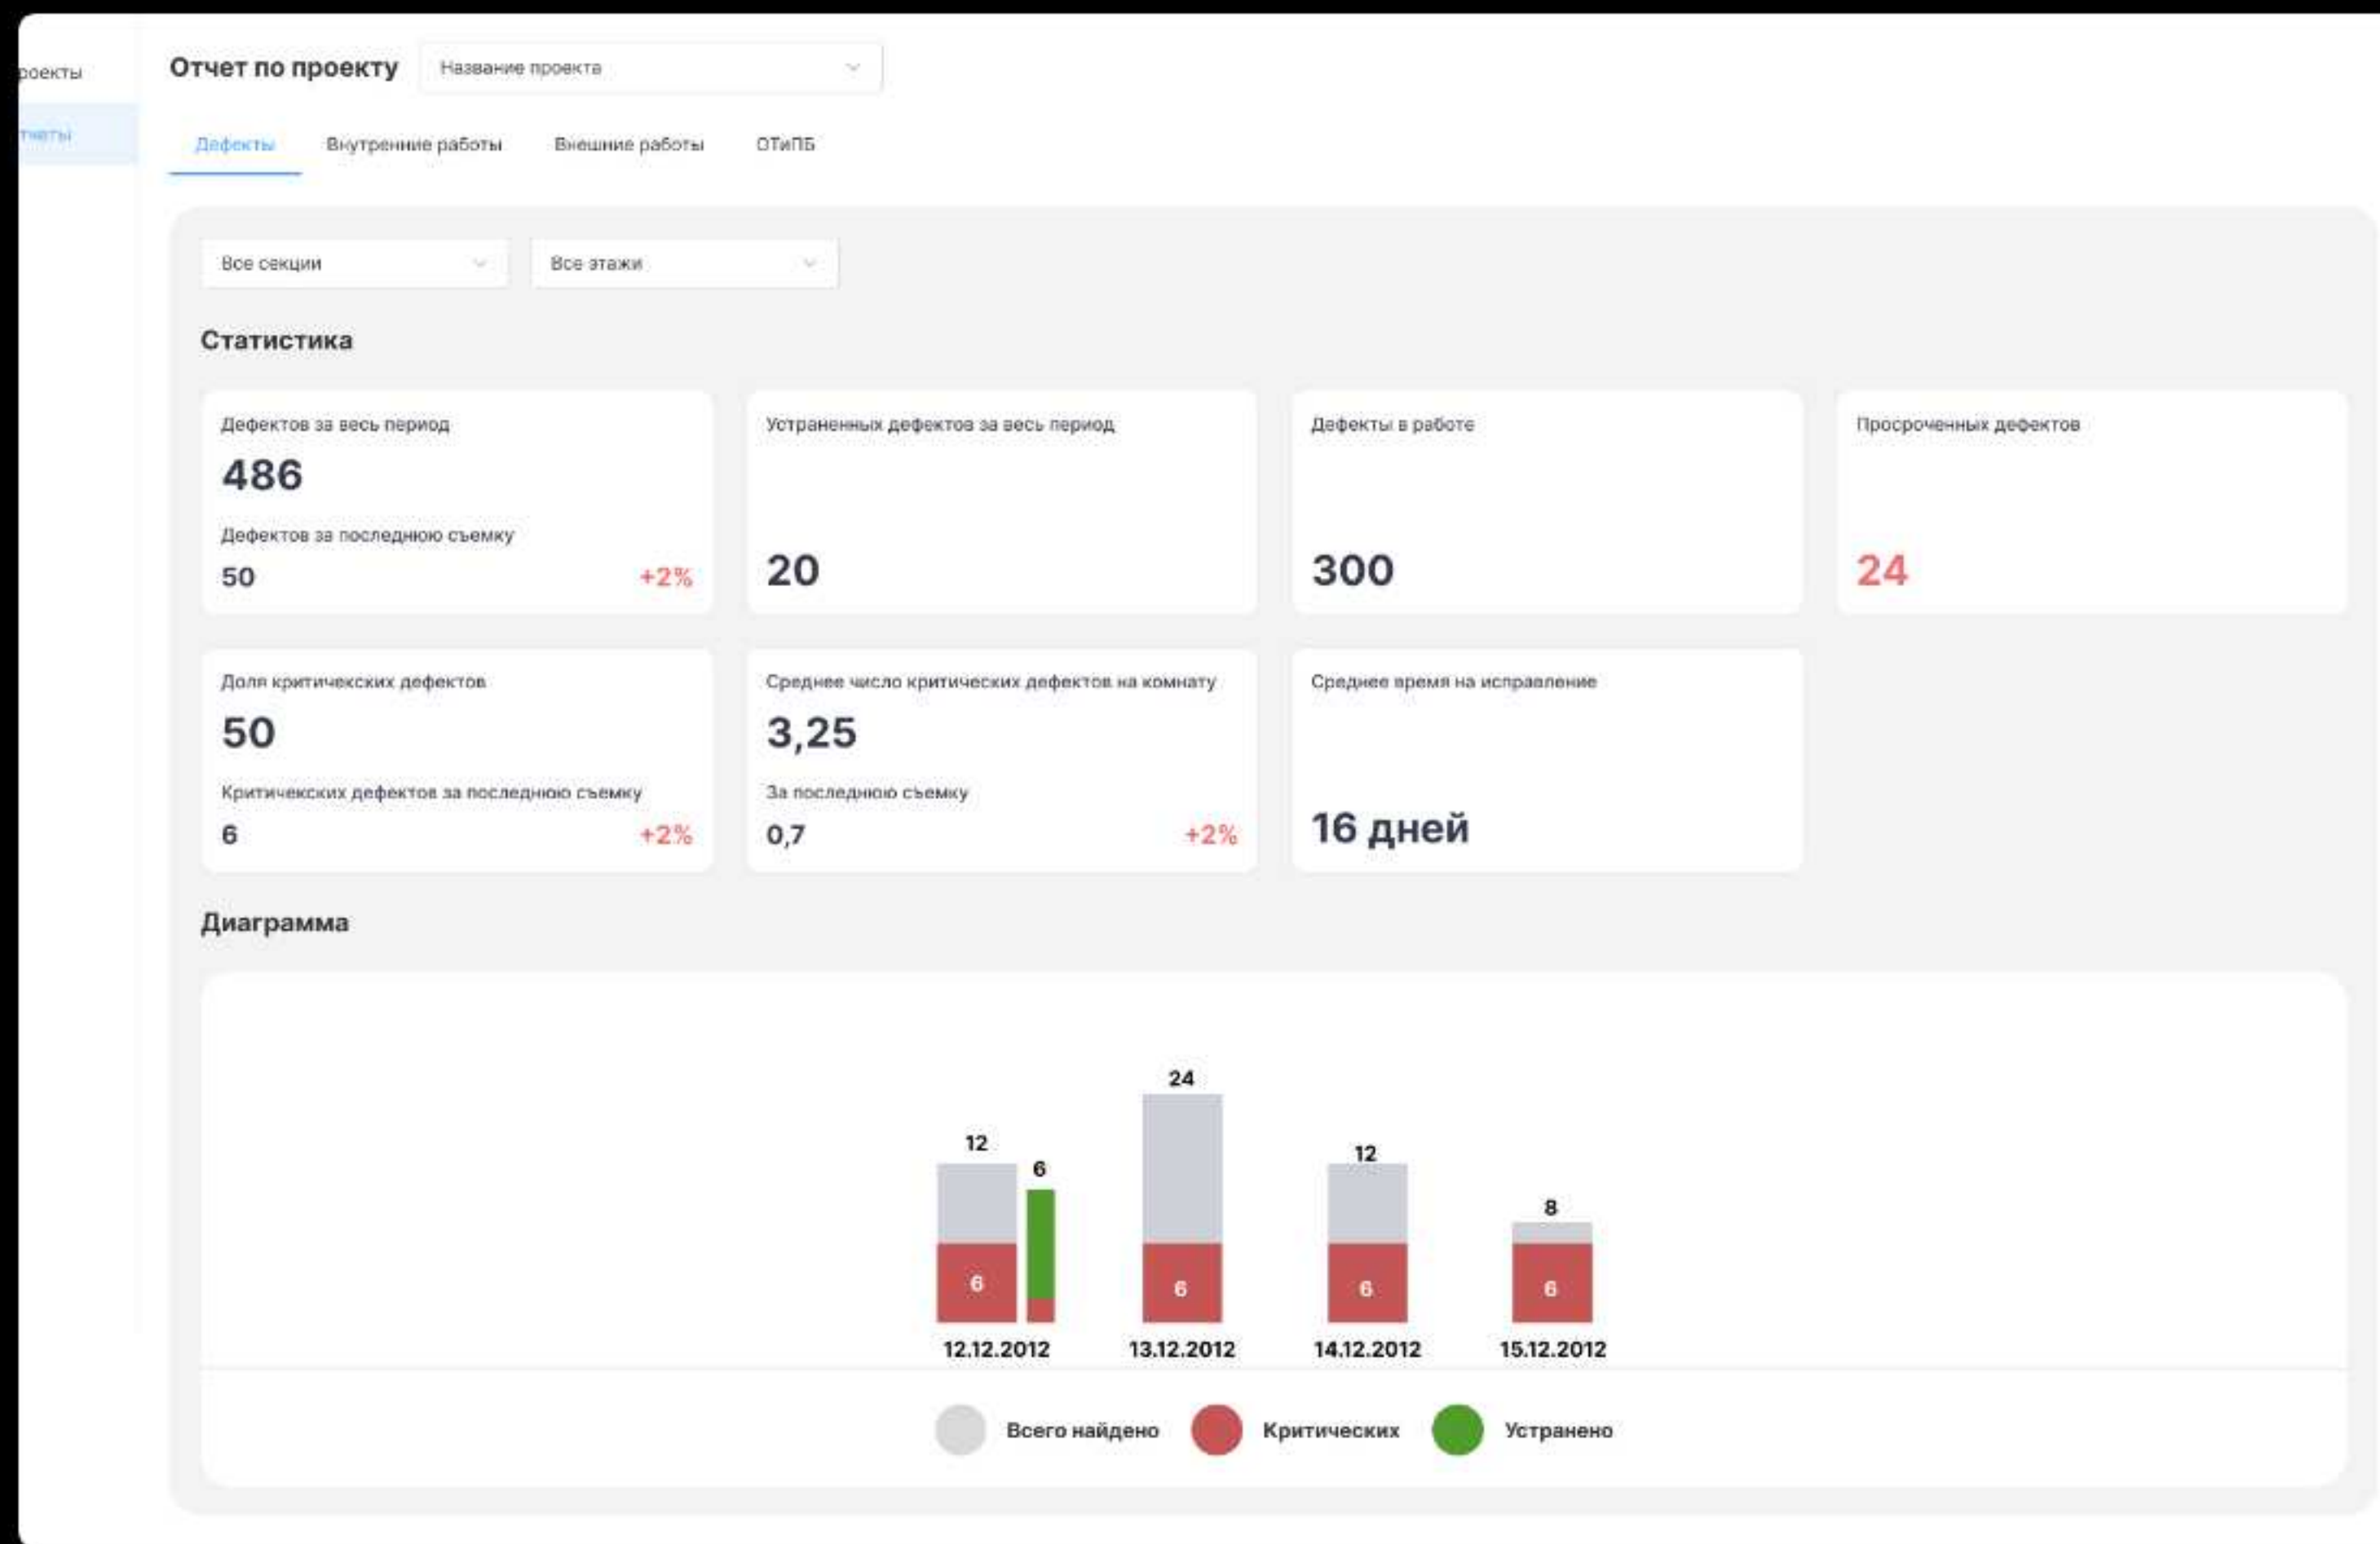 роекты
тчеты
Отчет по проекту
Название проекта
Дефекты
Внутренние работы
Внешние работы
ОТиПБ
Все секции
Все этажи
Статистика
Дефектов за весь период
486
Дефектов за последнюю съемку
50
+2%
Устраненных дефектов за весь период
20
Дефекты в работе
300
Просроченных дефектов
24
Доля критичекских дефектов
50
Критичекских дефектов за последнюю съемку
6
+2%
Среднее число критических дефектов на комнату
3,25
За последнюю съемку
0,7
+2%
Среднее время на исправление
16 дней
Диаграмма
12
6
24
12
8
6
6
6
6
12.12.2012
13.12.2012
14.12.2012
15.12.2012
Всего найдено
Критических
Устранено